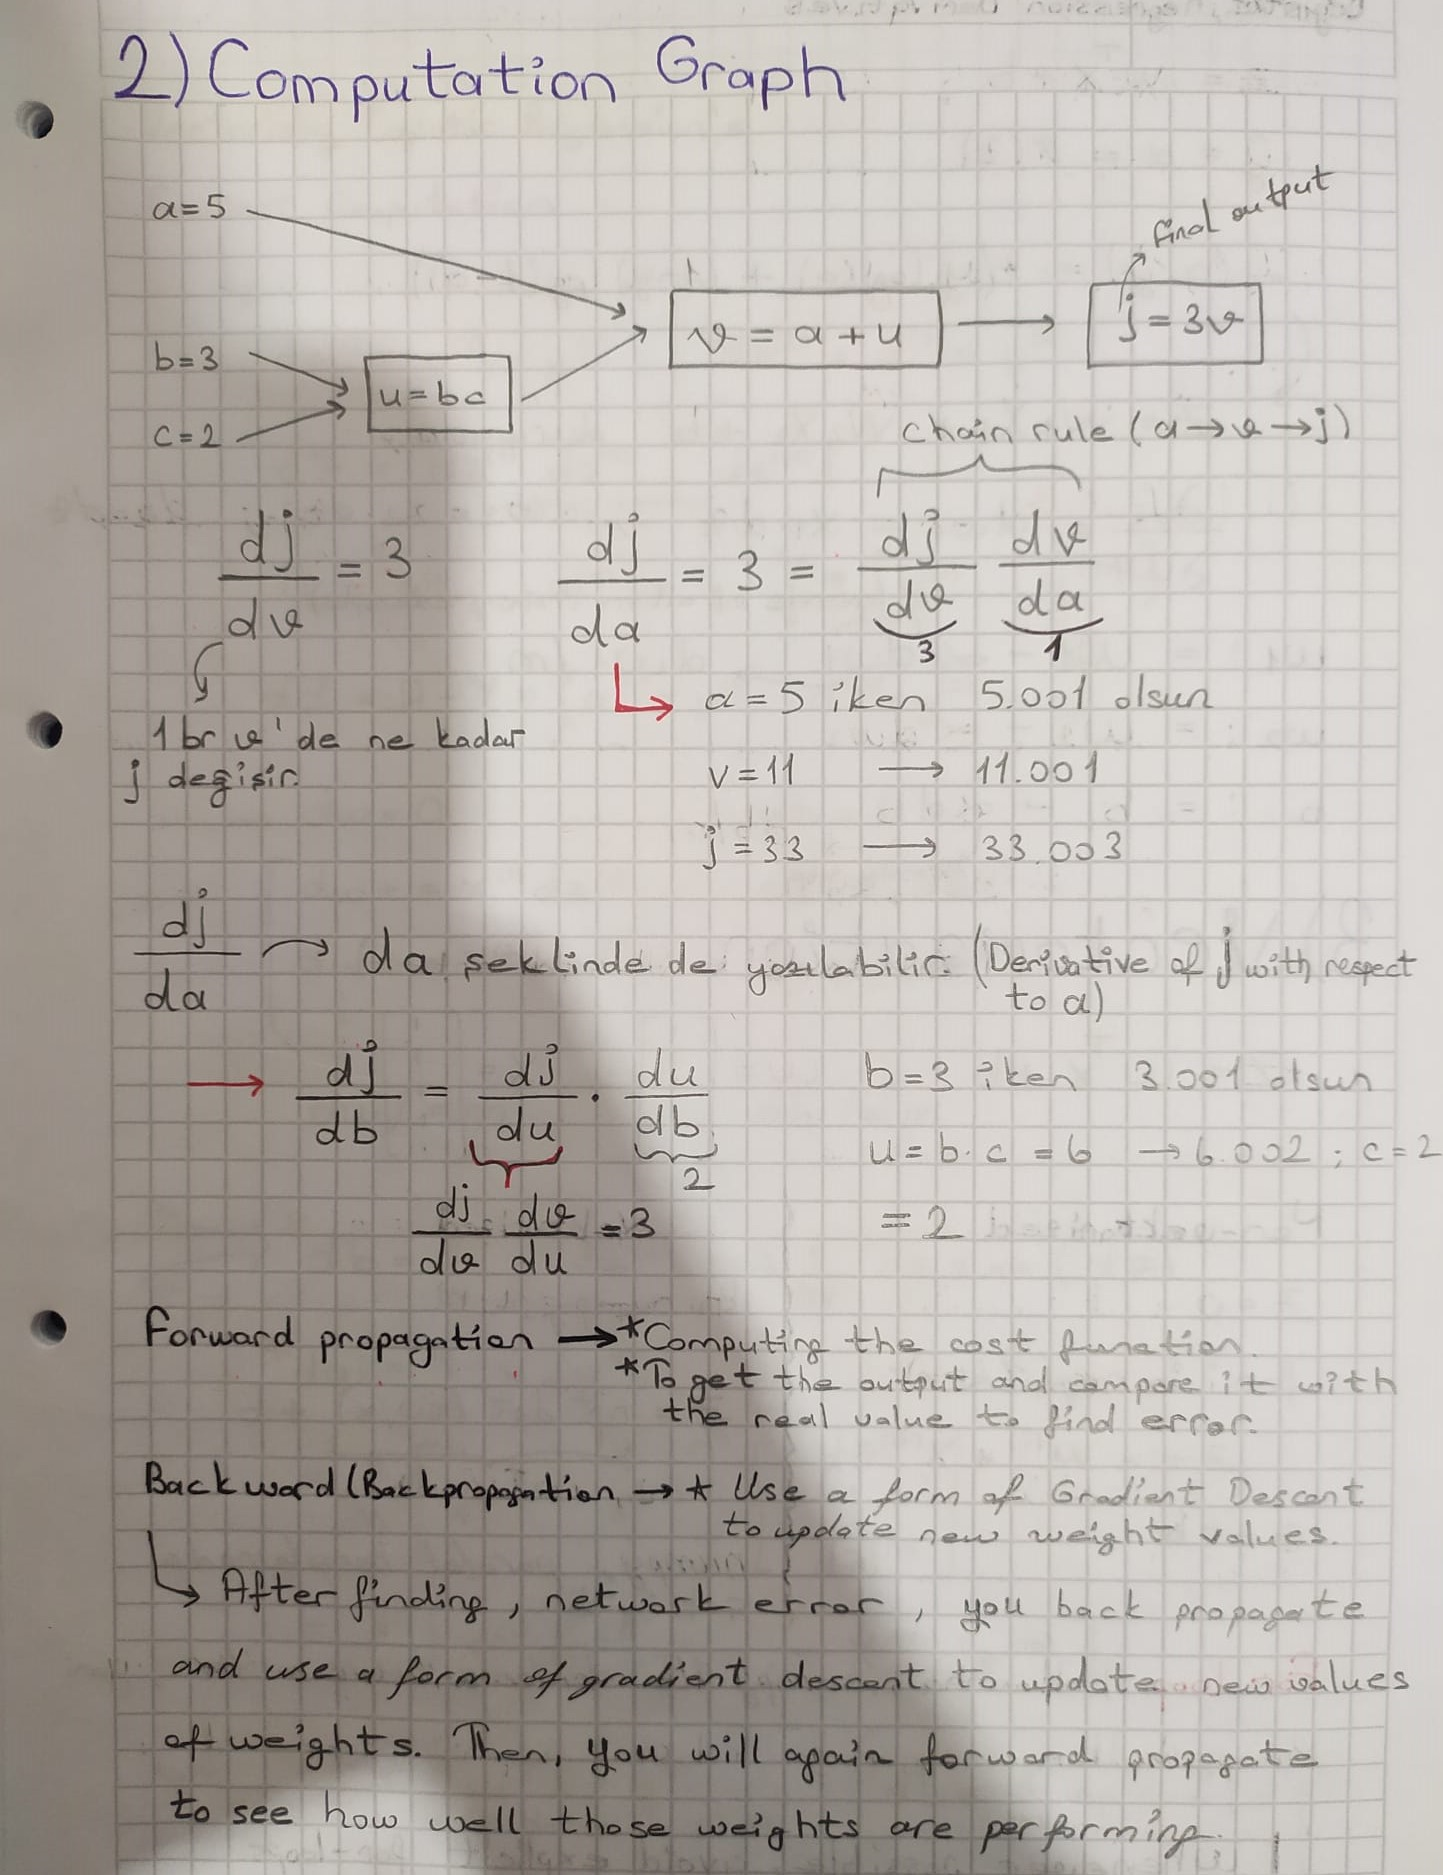 2) Computation Graph
a=5
final output
v = a + u
j = 3v
b=3
u=bc
c=2
chain rule (a→v→j)
dj/dv = 3
dj/da = 3 = dj/dv dv/da
3 1
a=5 iken 5.001 olsun
1 br v'de ne kadar
j değişir.
v=11 → 11.001
j=33 → 33.003
dj/da → da şeklinde de yazılabilir. (Derivative of j with respect
to a)
→ dj/db = dj/du · du/db
b=3 iken 3.001 olsun
2
u = b.c = 6 → 6.002 ; c=2
dj/dv dv/du = 3
= 2
Forward propagation → *Computing the cost function.
*To get the output and compare it with
the real value to find error.
Backward (Backpropagation → * Use a form of Gradient Descent
to update new weight values.
↳ After finding, network error, you back propagate
and use a form of gradient descent to update new values
of weights. Then, you will again forward propagate
to see how well those weights are performing.